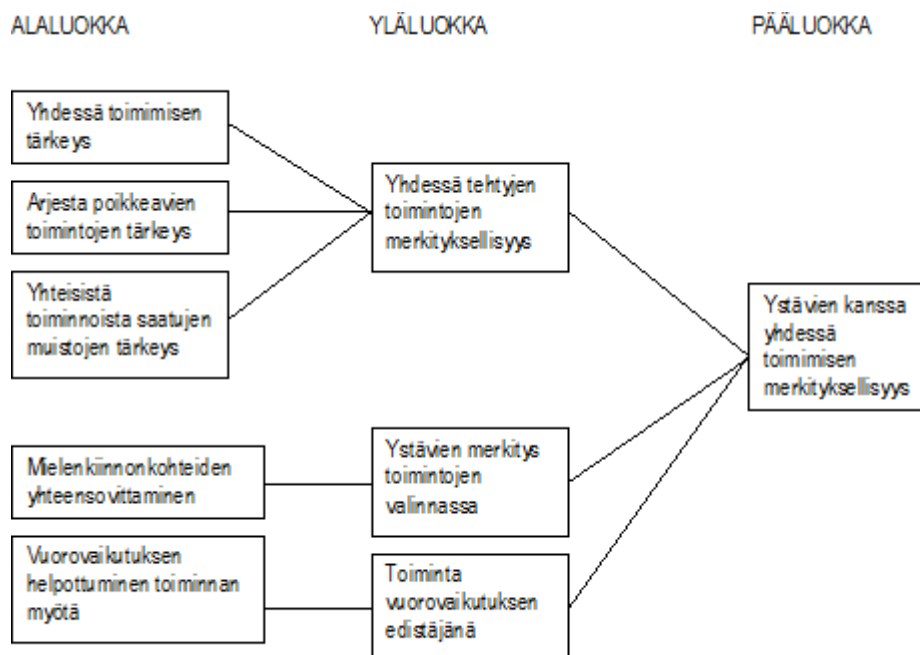 ALALUOKKA
YLÄLUOKKA
PÄÄLUOKKA
Yhdessä toimimisen
tärkeys
Arjesta poikkeavien
toimintojen tärkeys
Yhteisistä
toiminnoista saatujen
muistojen tärkeys
Mielenkiinnonkohteiden
yhteensovittaminen
Vuorovaikutuksen
helpottuminen toiminnan
myötä
Yhdessä tehtyjen
toimintojen
merkityksellisyys
Ystävien merkitys
toimintojen
valinnassa
Toiminta
vuorovaikutuksen
edistäjänä
Ystävien kanssa
yhdessä
toimimisen
merkityksellisyys